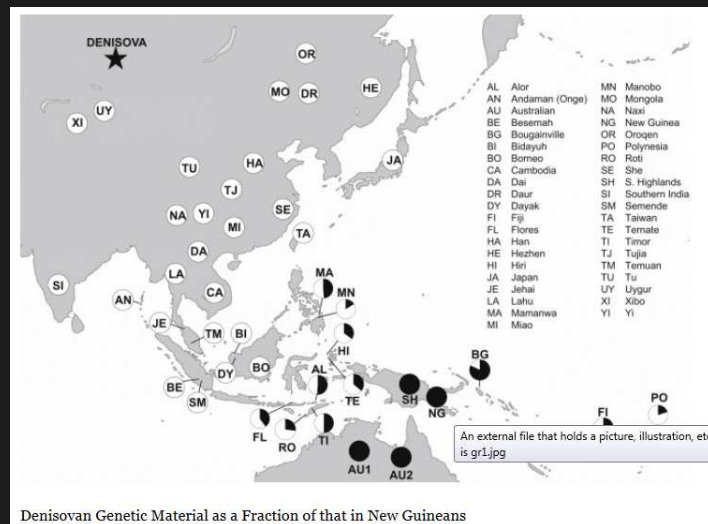 DENISOVA
OR
MO
DR
HE
XI
UY
TU
HA
JA
TJ
NA
YI
SE
MI
TA
DA
SI
LA
CA
AN
MA
MN
JE
TM
BI
HI
DY
BO
AL
BE
SM
TE
SH
NG
BG
PO
FI
FL
RO
TI
AU1
AU2
AL Alor
AN Andaman (Onge)
AU Australian
BE Besemah
BG Bougainville
BI Bidayuh
BO Borneo
CA Cambodia
DA Dai
DR Daur
DY Dayak
FI Fiji
FL Flores
HA Han
HE Hezhen
HI Hiri
JA Japan
JE Jehai
LA Lahu
MA Mamanwa
MI Miao
MN Manobo
MO Mongola
NA Naxi
NG New Guinea
OR Oroqen
PO Polynesia
RO Roti
SE She
SH S. Highlands
SI Southern India
SM Semende
TA Taiwan
TE Ternate
TI Timor
TJ Tujia
TM Temuan
TU Tu
UY Uygur
XI Xibo
YI Yi
An external file that holds a picture, illustration, etc
is gr1.jpg
Denisovan Genetic Material as a Fraction of that in New Guineans